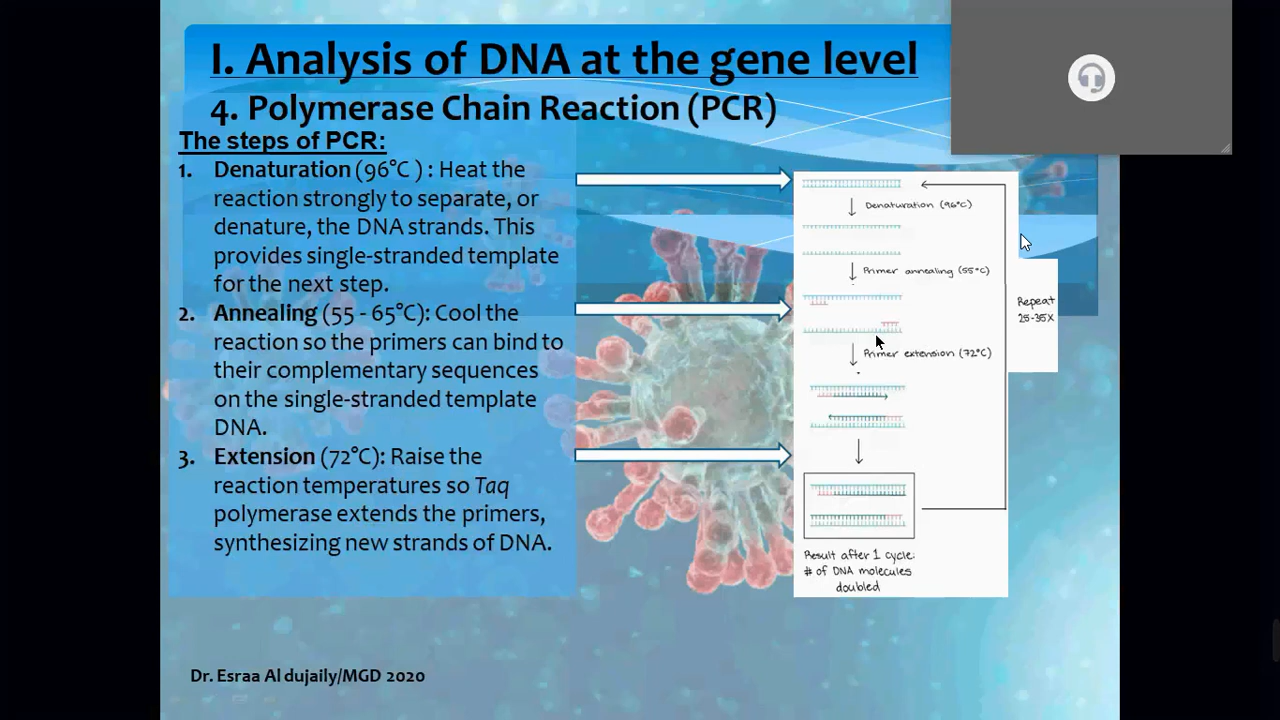 I. Analysis of DNA at the gene level
4. Polymerase Chain Reaction (PCR)
The steps of PCR:
1. Denaturation (96°C ) : Heat the
reaction strongly to separate, or
denature, the DNA strands. This
provides single-stranded template
for the next step.
2. Annealing (55 - 65°C): Cool the
reaction so the primers can bind to
their complementary sequences
on the single-stranded template
DNA.
3. Extension (72°C): Raise the
reaction temperatures so Taq
polymerase extends the primers,
synthesizing new strands of DNA.
Denaturation (96°C)
Primer annealing (55°C)
Primer extension (72°C)
Repeat
25-35X
Result after 1 cycle:
# of DNA molecules
doubled
Dr. Esraa Al dujaily/MGD 2020